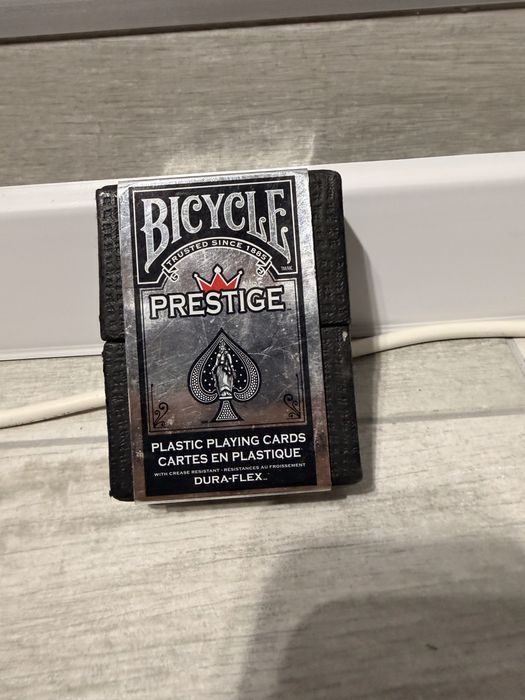 BICYCLE
TRUSTED SINCE 1885
PRESTIGE
PLASTIC PLAYING CARDS
CARTES EN PLASTIQUE
WITH CREASE RESISTANT · RÉSISTANCES AU FROISSEMENT
DURA-FLEX